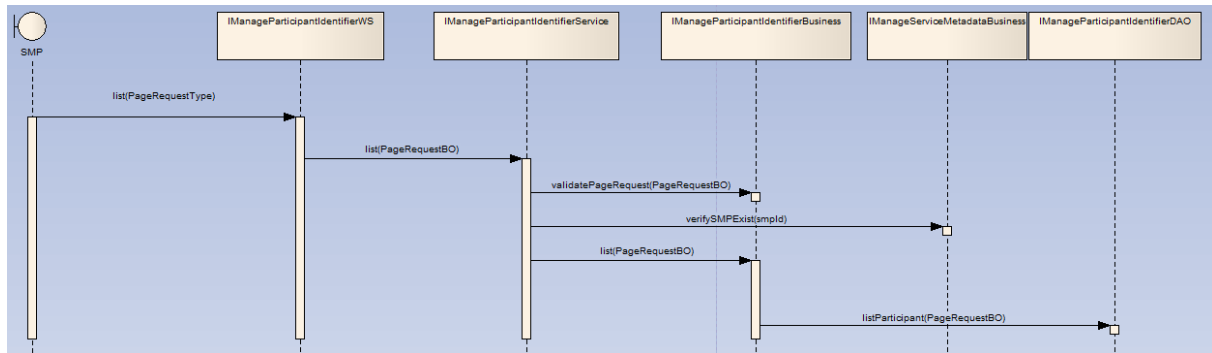 SMP
IManageParticipantIdentifierWS
IManageParticipantIdentifierService
IManageParticipantIdentifierBusiness
IManageServiceMetadataBusiness
IManageParticipantIdentifierDAO
list(PageRequestType)
list(PageRequestBO)
validatePageRequest(PageRequestBO)
verifySMPExist(smpId)
list(PageRequestBO)
listParticipant(PageRequestBO)